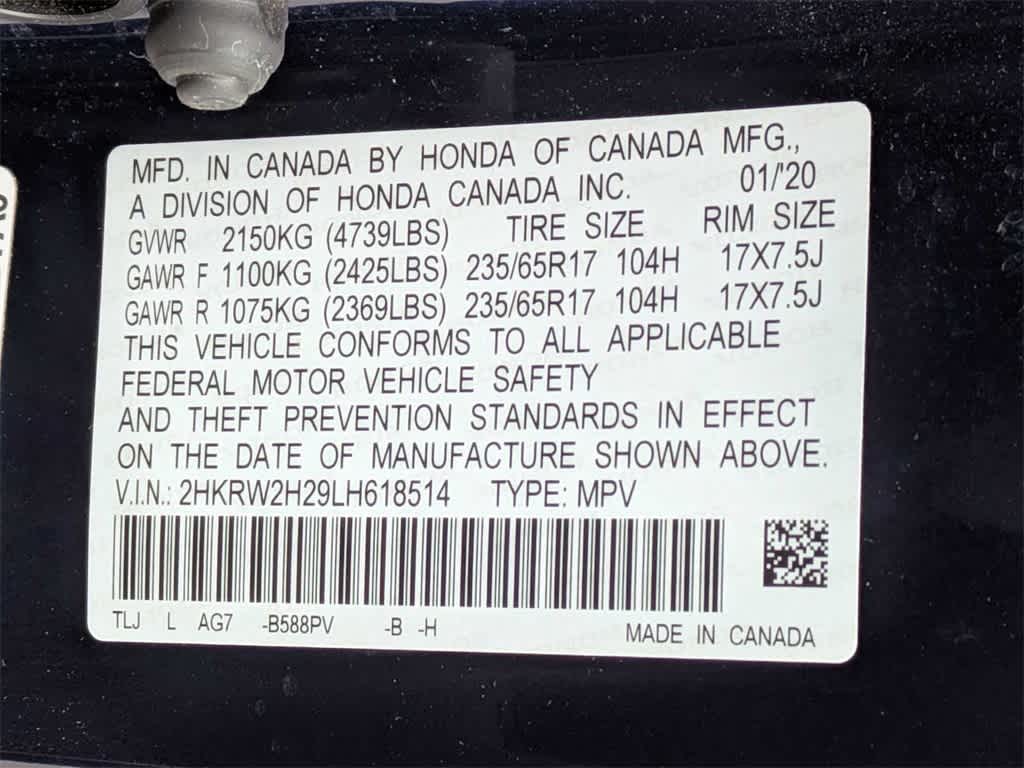 MFD. IN CANADA BY HONDA OF CANADA MFG.,
A DIVISION OF HONDA CANADA INC. 01/'20
GVWR 2150KG (4739LBS) TIRE SIZE RIM SIZE
GAWR F 1100KG (2425LBS) 235/65R17 104H 17X7.5J
GAWR R 1075KG (2369LBS) 235/65R17 104H 17X7.5J
THIS VEHICLE CONFORMS TO ALL APPLICABLE
FEDERAL MOTOR VEHICLE SAFETY
AND THEFT PREVENTION STANDARDS IN EFFECT
ON THE DATE OF MANUFACTURE SHOWN ABOVE.
V.I.N.: 2HKRW2H29LH618514 TYPE: MPV
TLJ L AG7 -B588PV -B -H MADE IN CANADA